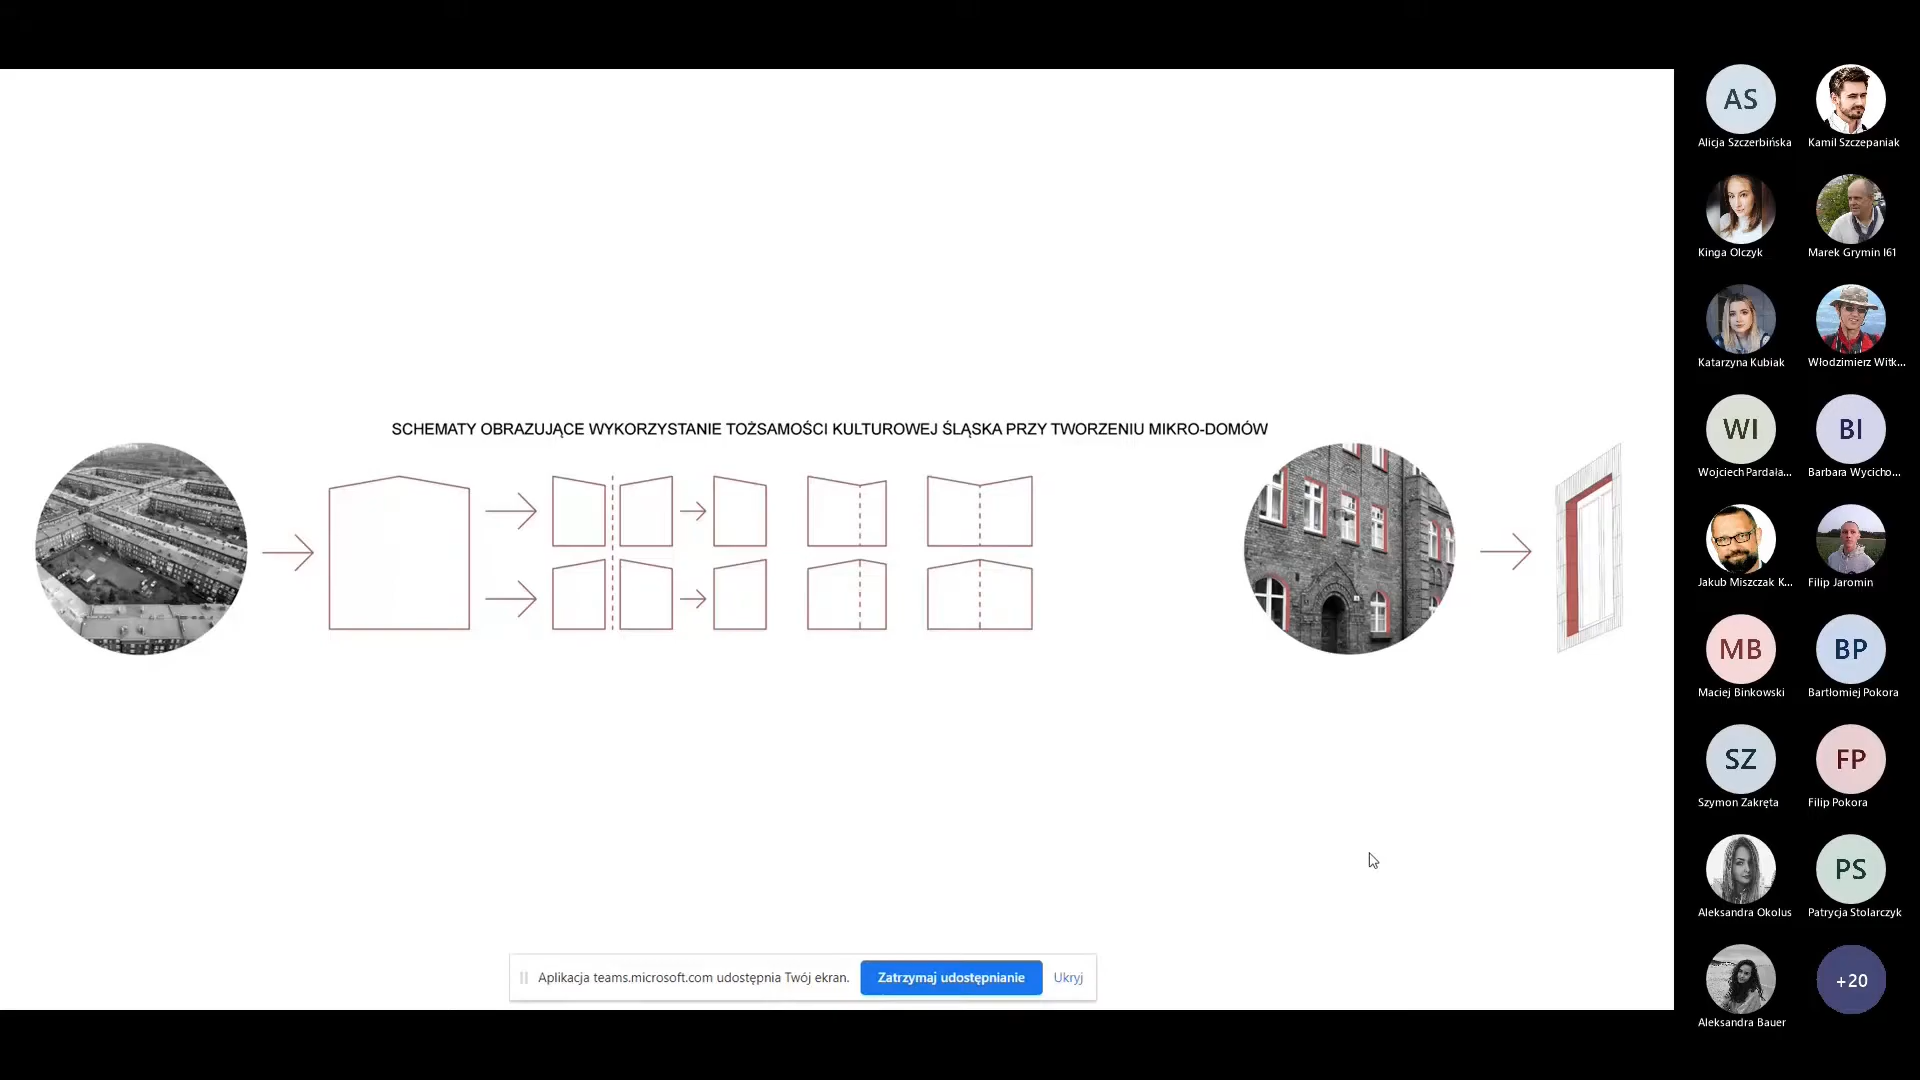 AS
Alicja Szczerbińska
Kamil Szczepaniak
Kinga Olczyk
Marek Grymin I61
Katarzyna Kubiak
Włodzimierz Witk...
SCHEMATY OBRAZUJĄCE WYKORZYSTANIE TOŻSAMOŚCI KULTUROWEJ ŚLĄSKA PRZY TWORZENIU MIKRO-DOMÓW
WI
BI
Wojciech Pardała...
Barbara Wycicho...
Jakub Miszczak K...
Filip Jaromin
MB
BP
Maciej Binkowski
Bartłomiej Pokora
SZ
FP
Szymon Zakręta
Filip Pokora
PS
Aleksandra Okolus
Patrycja Stolarczyk
Aplikacja teams.microsoft.com udostępnia Twój ekran.
Zatrzymaj udostępnianie
Ukryj
+20
Aleksandra Bauer